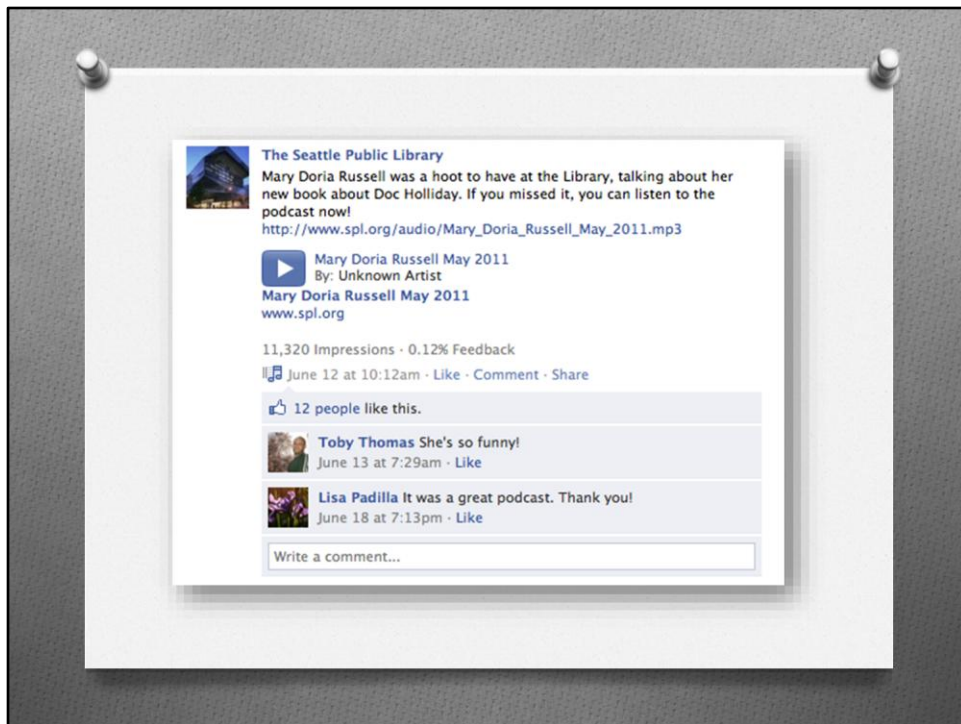 The Seattle Public Library
Mary Doria Russell was a hoot to have at the Library, talking about her
new book about Doc Holliday. If you missed it, you can listen to the
podcast now!
http://www.spl.org/audio/Mary_Doria_Russell_May_2011.mp3
Mary Doria Russell May 2011
By: Unknown Artist
Mary Doria Russell May 2011
www.spl.org
11,320 Impressions · 0.12% Feedback
June 12 at 10:12am · Like · Comment · Share
12 people like this.
Toby Thomas She's so funny!
June 13 at 7:29am · Like
Lisa Padilla It was a great podcast. Thank you!
June 18 at 7:13pm · Like
Write a comment...